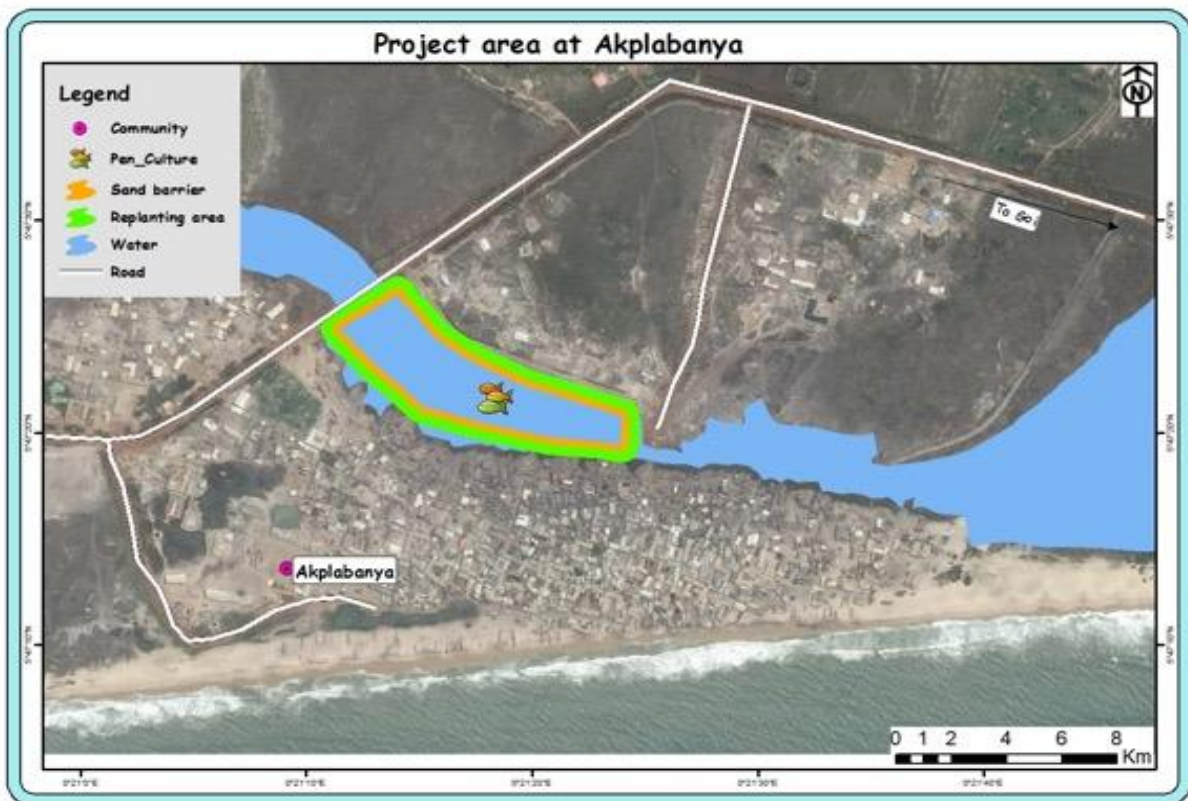 Project area at Akplabanya
Legend
Community
Pen_Culture
Sand barrier
Replanting area
Water
Road
N
To Go.
Akplabanya
0 1 2 4 6 8
Km